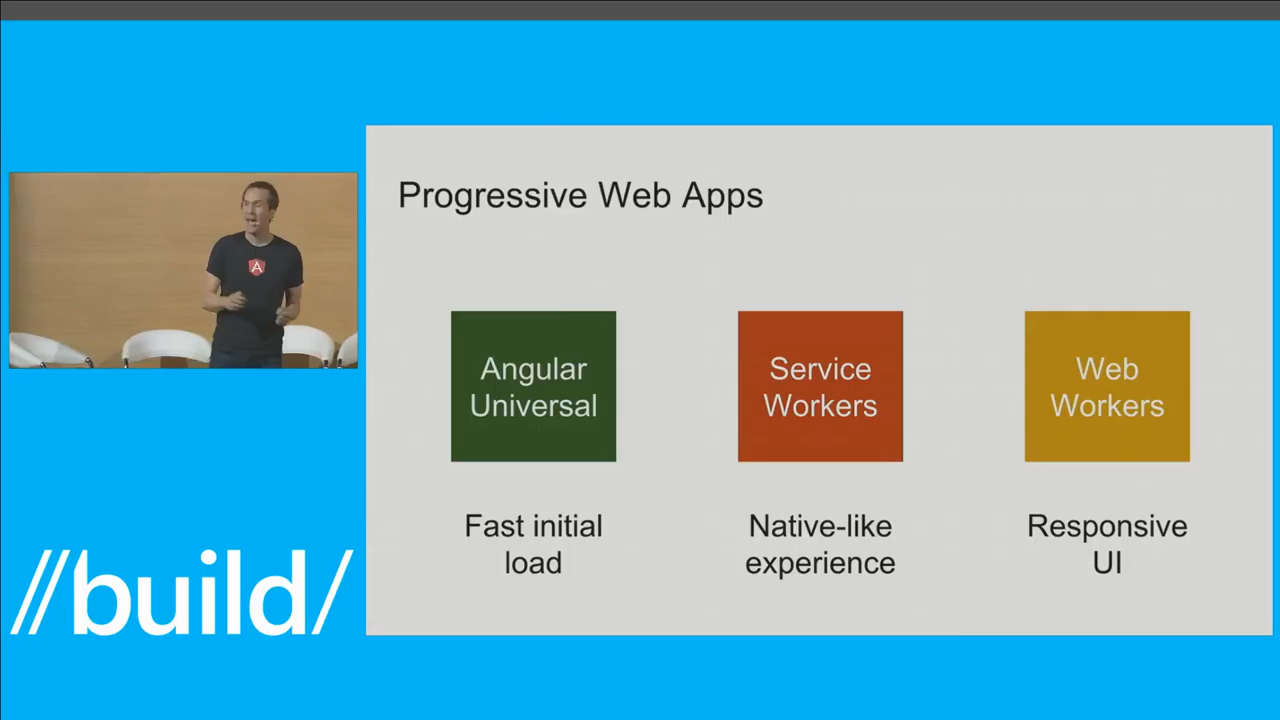 Progressive Web Apps
Angular
Universal
Service
Workers
Web
Workers
Fast initial
load
Native-like
experience
Responsive
UI
A
//build/